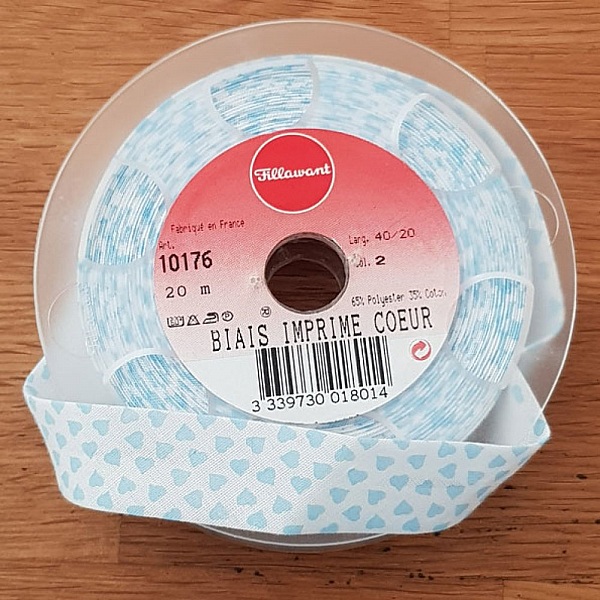 Fillawant
Fabriqué en France
Art.
10176
20 m
Larg. 40/20
Col. 2
65% Polyester 35% Coton
BIAIS IMPRIME COEUR
3 339730 018014